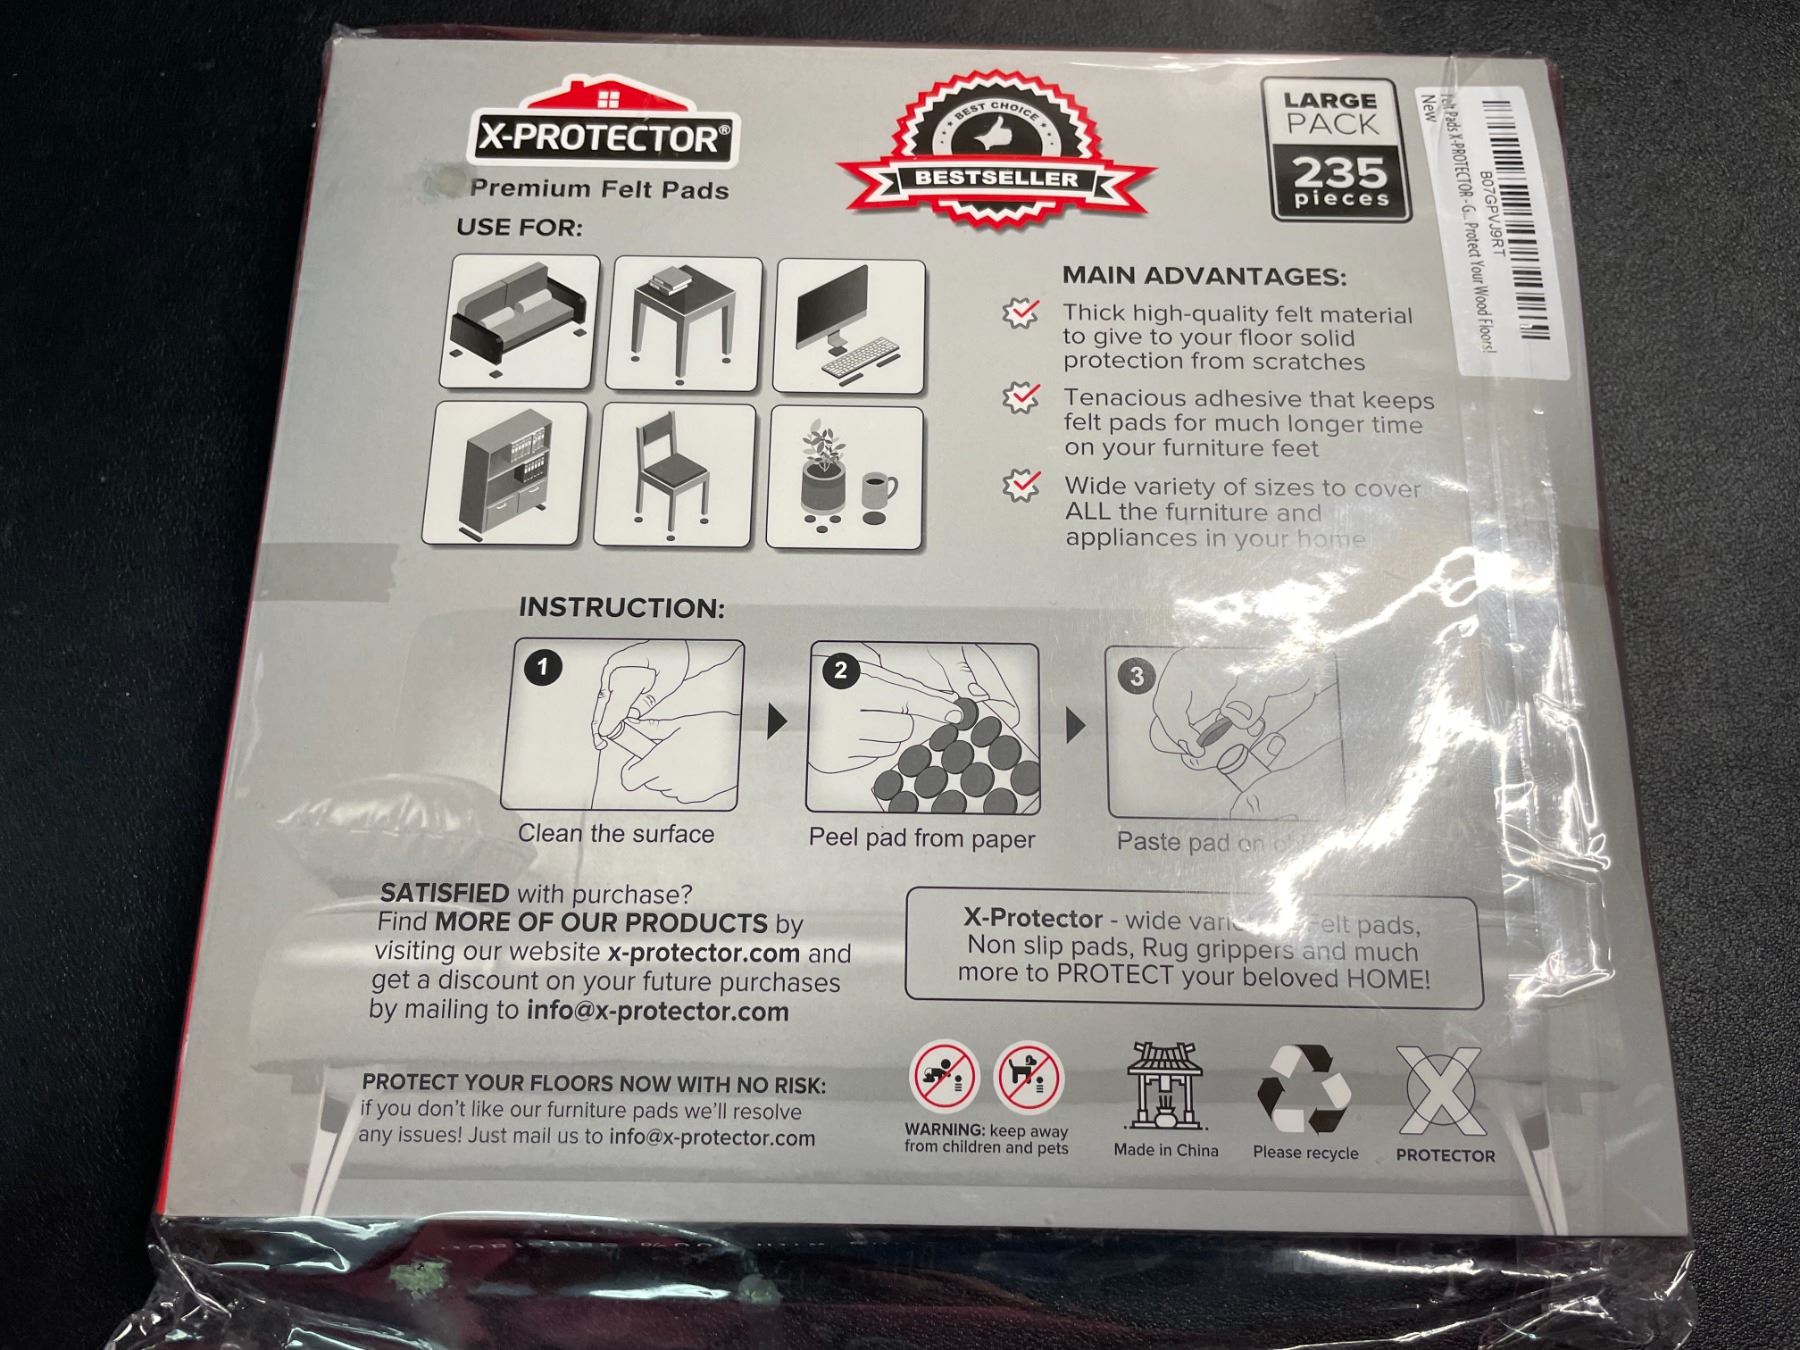 X-PROTECTOR®
Premium Felt Pads
BEST CHOICE
BESTSELLER
LARGE
PACK
235
pieces
B07GPVJ9RT
Felt Pads X-PROTECTOR - G... Protect Your Wood Floors!
New
USE FOR:
MAIN ADVANTAGES:
Thick high-quality felt material
to give to your floor solid
protection from scratches
Tenacious adhesive that keeps
felt pads for much longer time
on your furniture feet
Wide variety of sizes to cover
ALL the furniture and
appliances in your home
INSTRUCTION:
1
2
3
Clean the surface
Peel pad from paper
Paste pad on
SATISFIED with purchase?
Find MORE OF OUR PRODUCTS by
visiting our website x-protector.com and
get a discount on your future purchases
by mailing to info@x-protector.com
X-Protector - wide Felt pads,
Non slip pads, Rug grippers and much
more to PROTECT your beloved HOME!
PROTECT YOUR FLOORS NOW WITH NO RISK:
if you don't like our furniture pads we'll resolve
any issues! Just mail us to info@x-protector.com
WARNING: keep away
from children and pets
Made in China
Please recycle
X
PROTECTOR